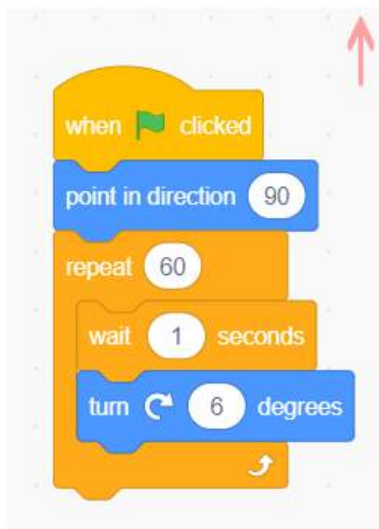 when clicked
point in direction 90
repeat 60
wait 1 seconds
turn 6 degrees